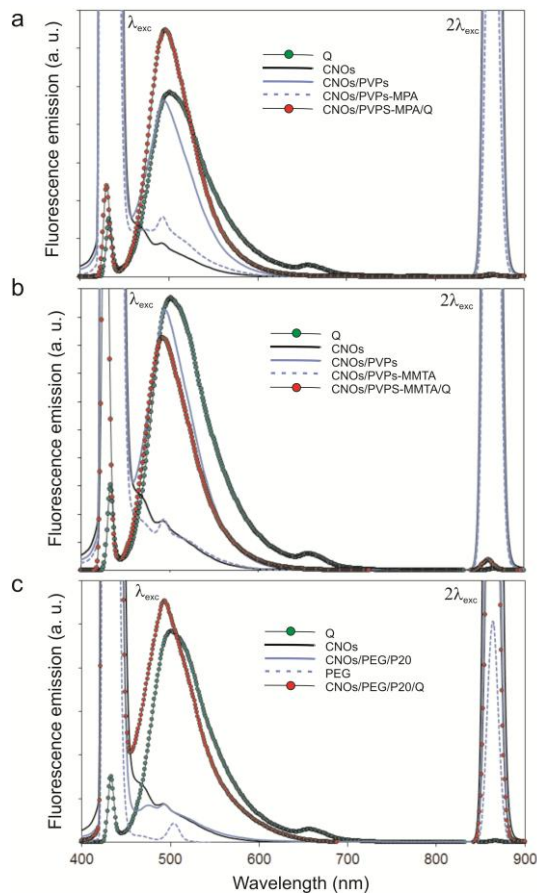 a
λexc
2λexc
Q
CNOs
CNOs/PVPs
CNOs/PVPs-MPA
CNOs/PVPS-MPA/Q
Fluorescence emission (a. u.)
b
λexc
2λexc
Q
CNOs
CNOs/PVPs
CNOs/PVPs-MMTA
CNOs/PVPS-MMTA/Q
Fluorescence emission (a. u.)
c
λexc
2λexc
Q
CNOs
CNOs/PEG/P20
PEG
CNOs/PEG/P20/Q
Fluorescence emission (a. u.)
400 500 600 700 800 900
Wavelength (nm)